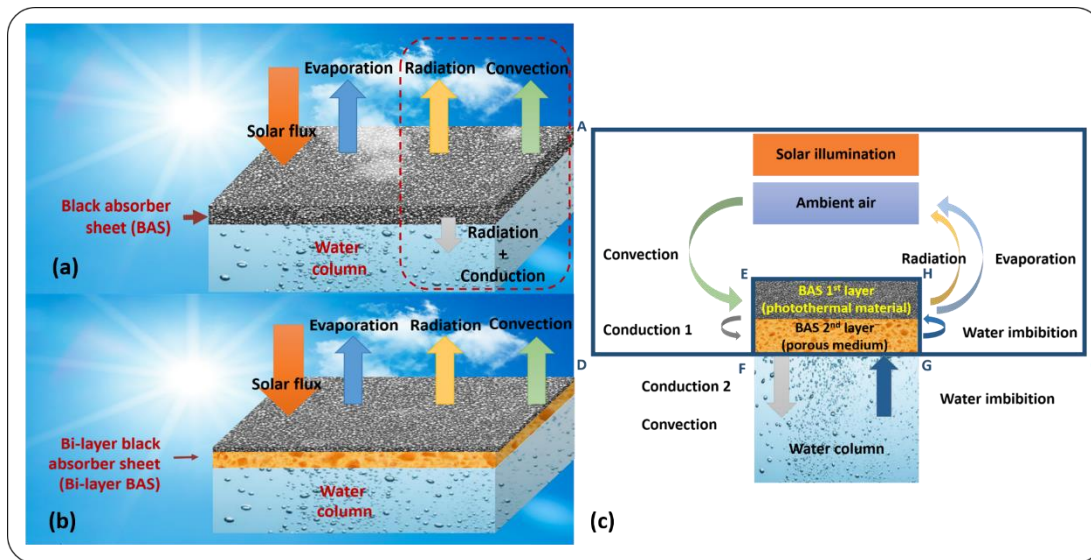 Evaporation
Radiation
Convection
Solar flux
Black absorber
sheet (BAS)
Water
column
Radiation
+
Conduction
(a)
Evaporation
Radiation
Convection
Solar flux
Bi-layer black
absorber sheet
(Bi-layer BAS)
Water
column
(b)
A
Solar illumination
Ambient air
Convection
Radiation
Evaporation
E
H
BAS 1st layer
(photothermal material)
Conduction 1
BAS 2nd layer
(porous medium)
Water imbibition
D
F
G
Conduction 2
Convection
Water imbibition
Water column
(c)